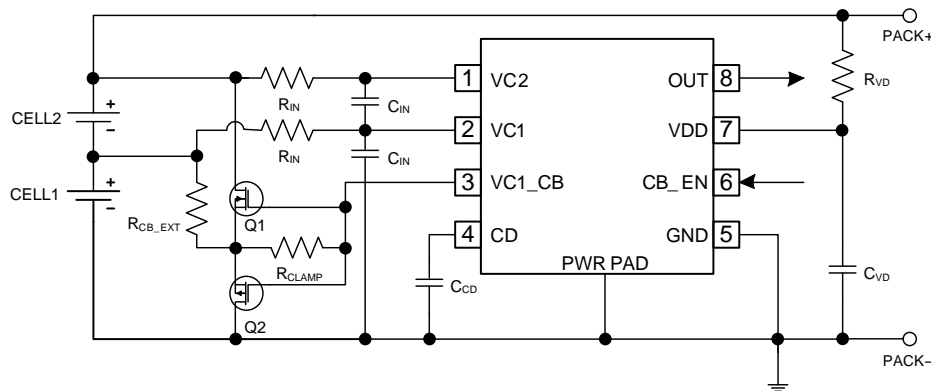 PACK+
1 VC2 OUT 8
RIN
CIN
RVD
CELL2
+
-
2 VC1 VDD 7
RIN
CIN
CELL1
+
-
3 VC1_CB CB_EN 6
RCB_EXT
Q1
4 CD GND 5
RCLAMP
PWR PAD
CCD
CVD
Q2
PACK–